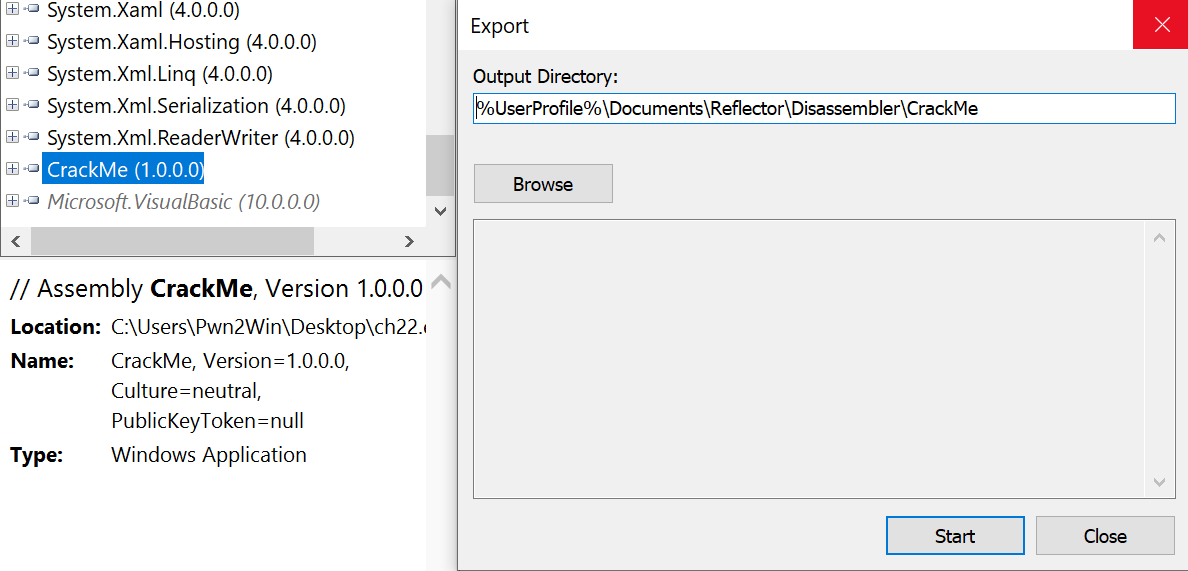 System.Xaml (4.0.0.0)
System.Xaml.Hosting (4.0.0.0)
System.Xml.Linq (4.0.0.0)
System.Xml.Serialization (4.0.0.0)
System.Xml.ReaderWriter (4.0.0.0)
CrackMe (1.0.0.0)
Microsoft.VisualBasic (10.0.0.0)
// Assembly CrackMe, Version 1.0.0.0
Location: C:\Users\Pwn2Win\Desktop\ch22.
Name: CrackMe, Version=1.0.0.0,
Culture=neutral,
PublicKeyToken=null
Type: Windows Application
Export
Output Directory:
%UserProfile%\Documents\Reflector\Disassembler\CrackMe
Browse
Start
Close